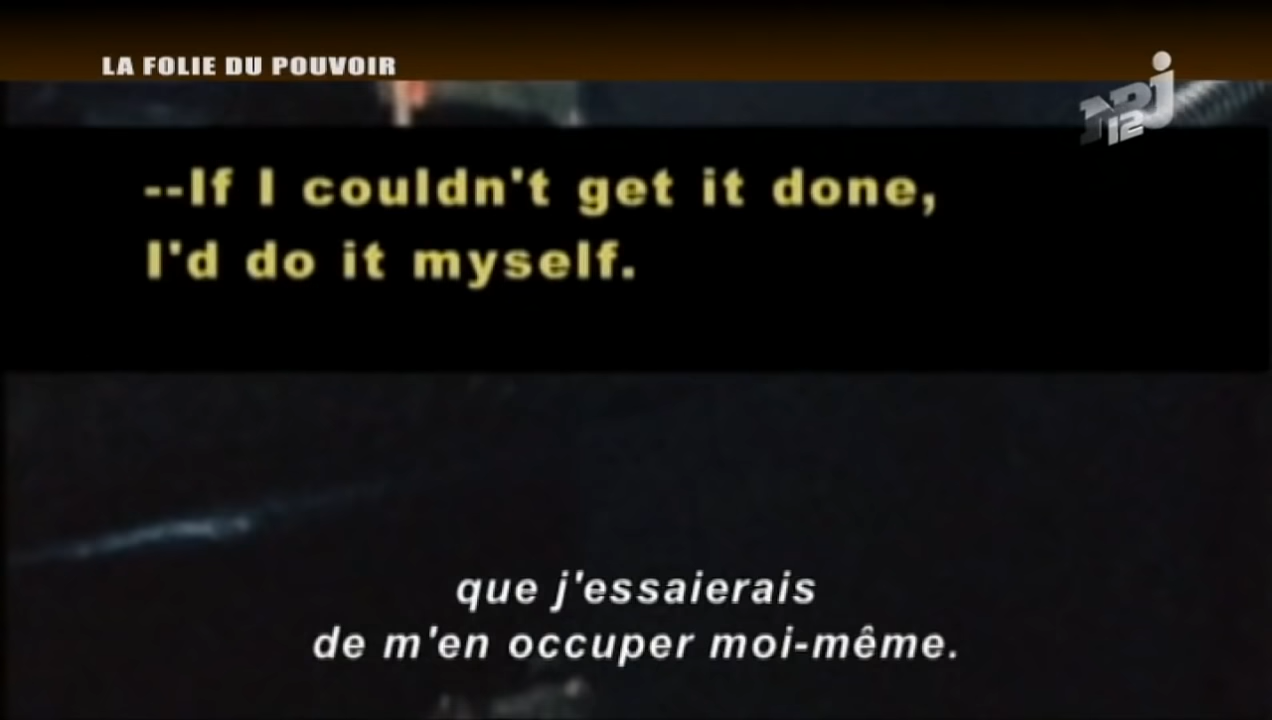 LA FOLIE DU POUVOIR
NRJ
12
--If I couldn't get it done,
I'd do it myself.
que j'essaierais
de m'en occuper moi-même.